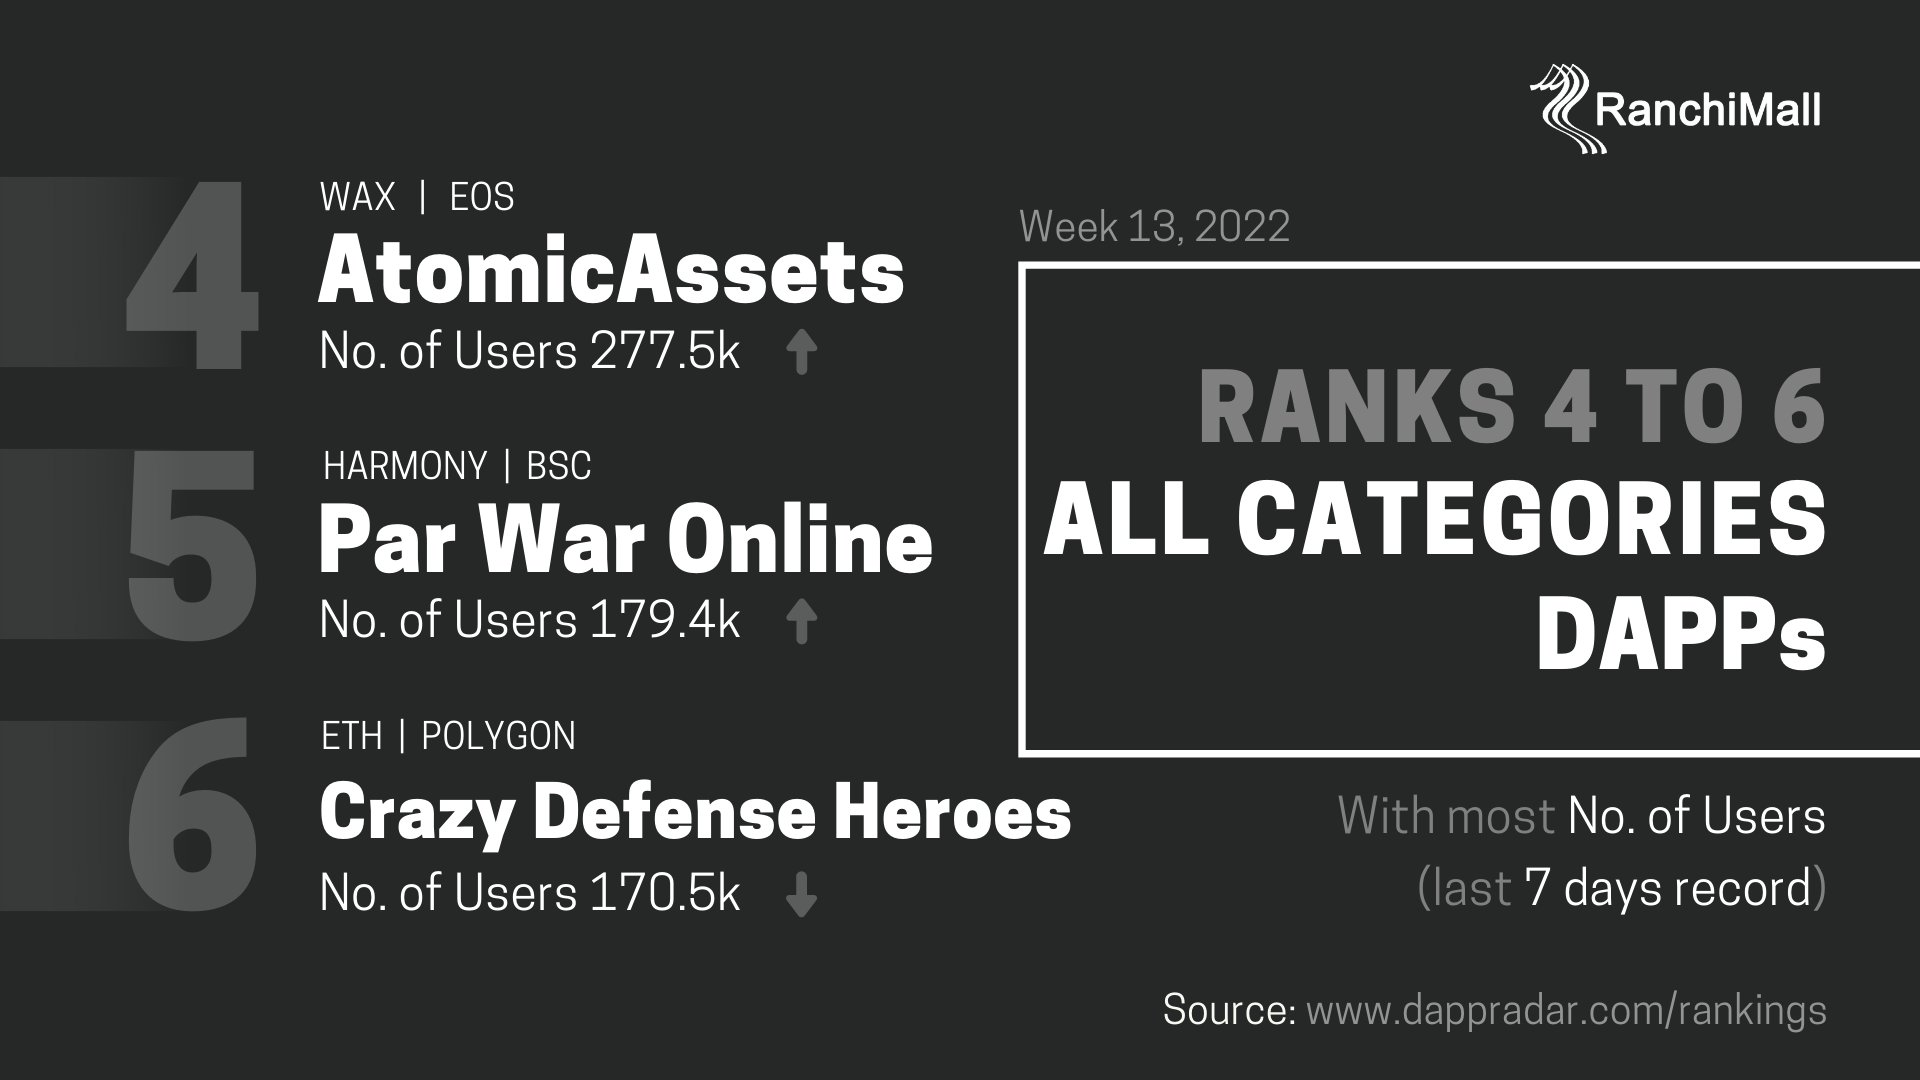 RanchiMall
4
WAX | EOS
AtomicAssets
No. of Users 277.5k
5
HARMONY | BSC
Par War Online
No. of Users 179.4k
6
ETH | POLYGON
Crazy Defense Heroes
No. of Users 170.5k
Week 13, 2022
RANKS 4 TO 6
ALL CATEGORIES
DAPPs
With most No. of Users
(last 7 days record)
Source: www.dappradar.com/rankings